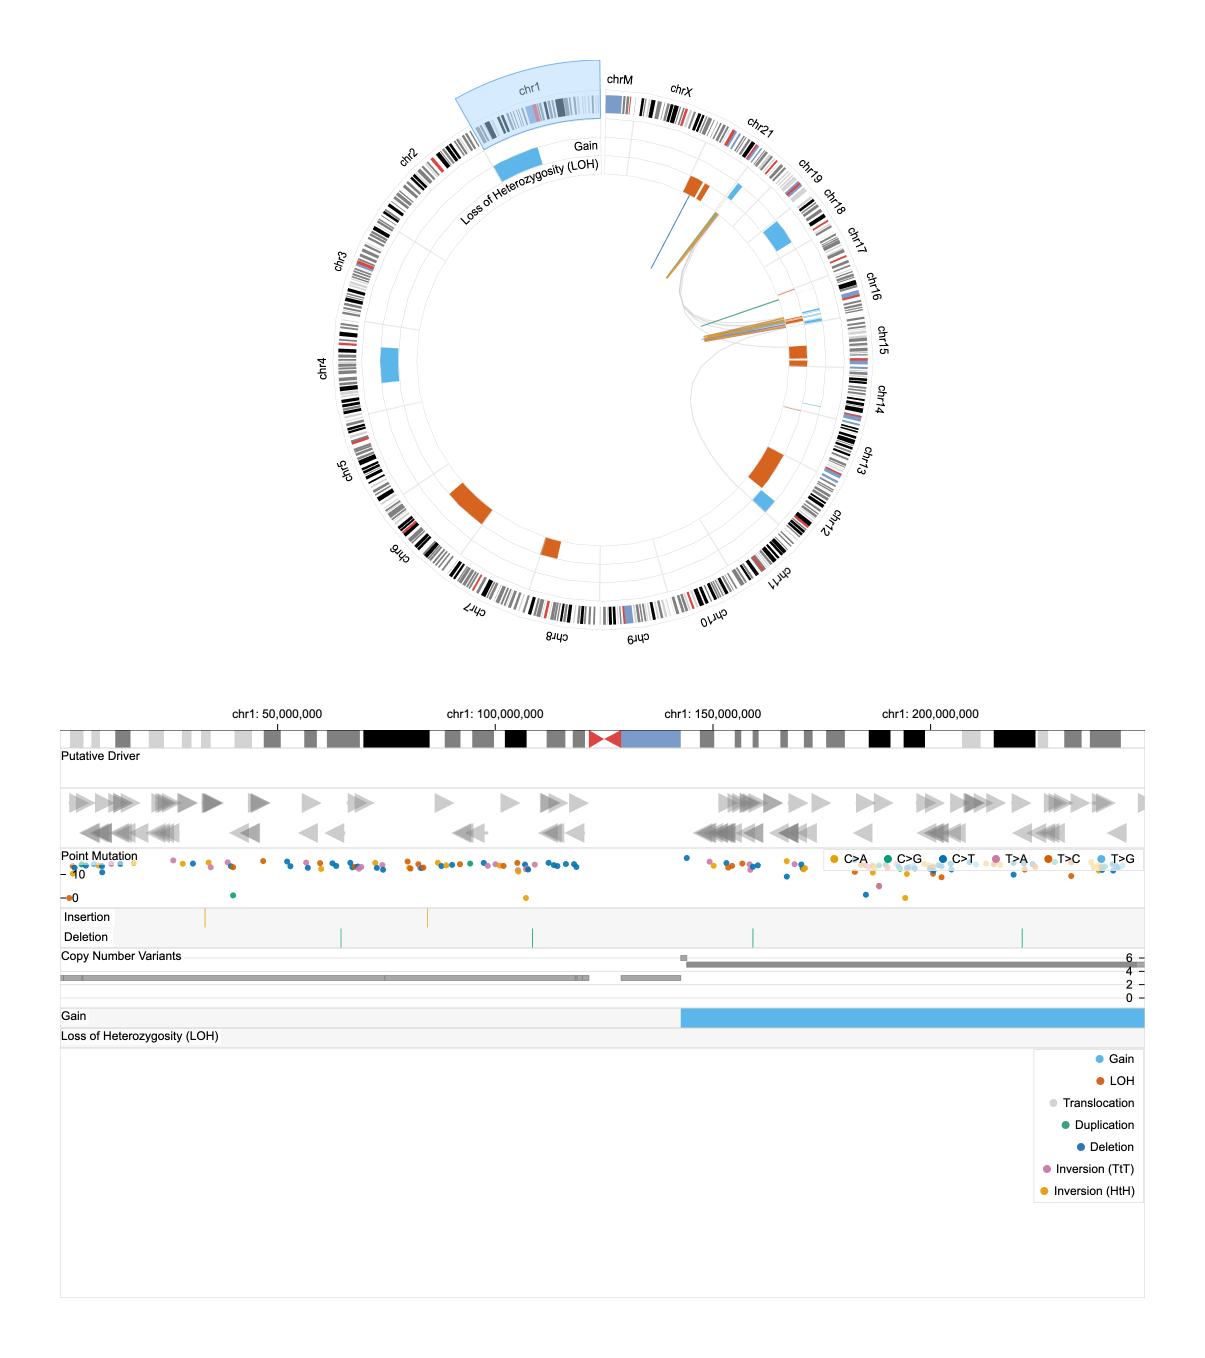 chrM
chrX
chr21
chr19
chr18
chr17
chr16
chr15
chr14
chr13
chr12
chr11
chr10
chr9
chr8
chr7
chr6
chr5
chr4
chr3
chr2
chr1
Gain
Loss of Heterozygosity (LOH)
chr1: 50,000,000 chr1: 100,000,000 chr1: 150,000,000 chr1: 200,000,000
Putative Driver
Point Mutation
C>A C>G C>T T>A T>C T>G
0
Insertion
Deletion
Copy Number Variants
6
4
2
0
Gain
Loss of Heterozygosity (LOH)
Gain
LOH
Translocation
Duplication
Deletion
Inversion (TtT)
Inversion (HtH)